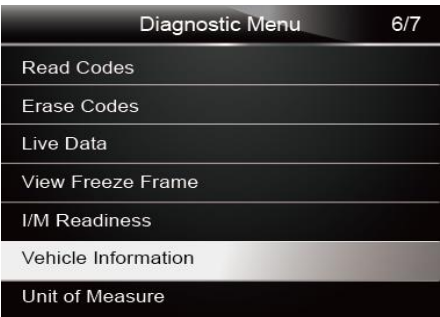 Diagnostic Menu 6/7
Read Codes
Erase Codes
Live Data
View Freeze Frame
I/M Readiness
Vehicle Information
Unit of Measure